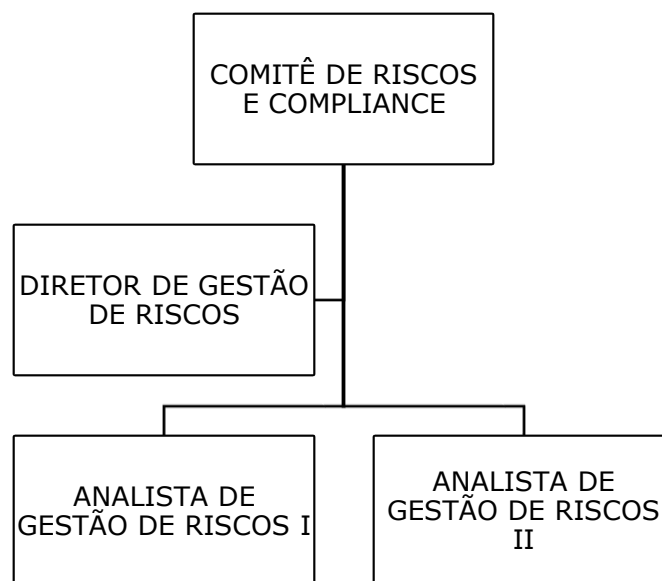 COMITÊ DE RISCOS
E COMPLIANCE
DIRETOR DE GESTÃO
DE RISCOS
ANALISTA DE
GESTÃO DE RISCOS I
ANALISTA DE
GESTÃO DE RISCOS
II